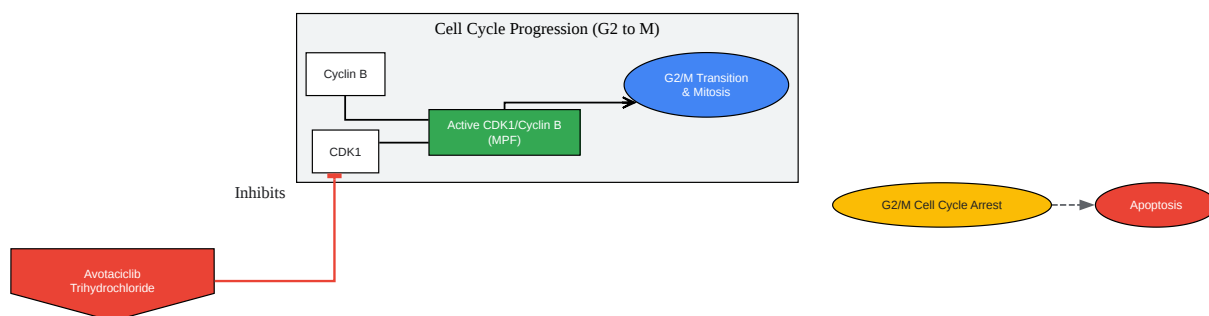 Cell Cycle Progression (G2 to M)
Cyclin B
G2/M Transition
& Mitosis
Active CDK1/Cyclin B
(MPF)
CDK1
Inhibits
G2/M Cell Cycle Arrest
Apoptosis
Avotaciclib
Trihydrochloride